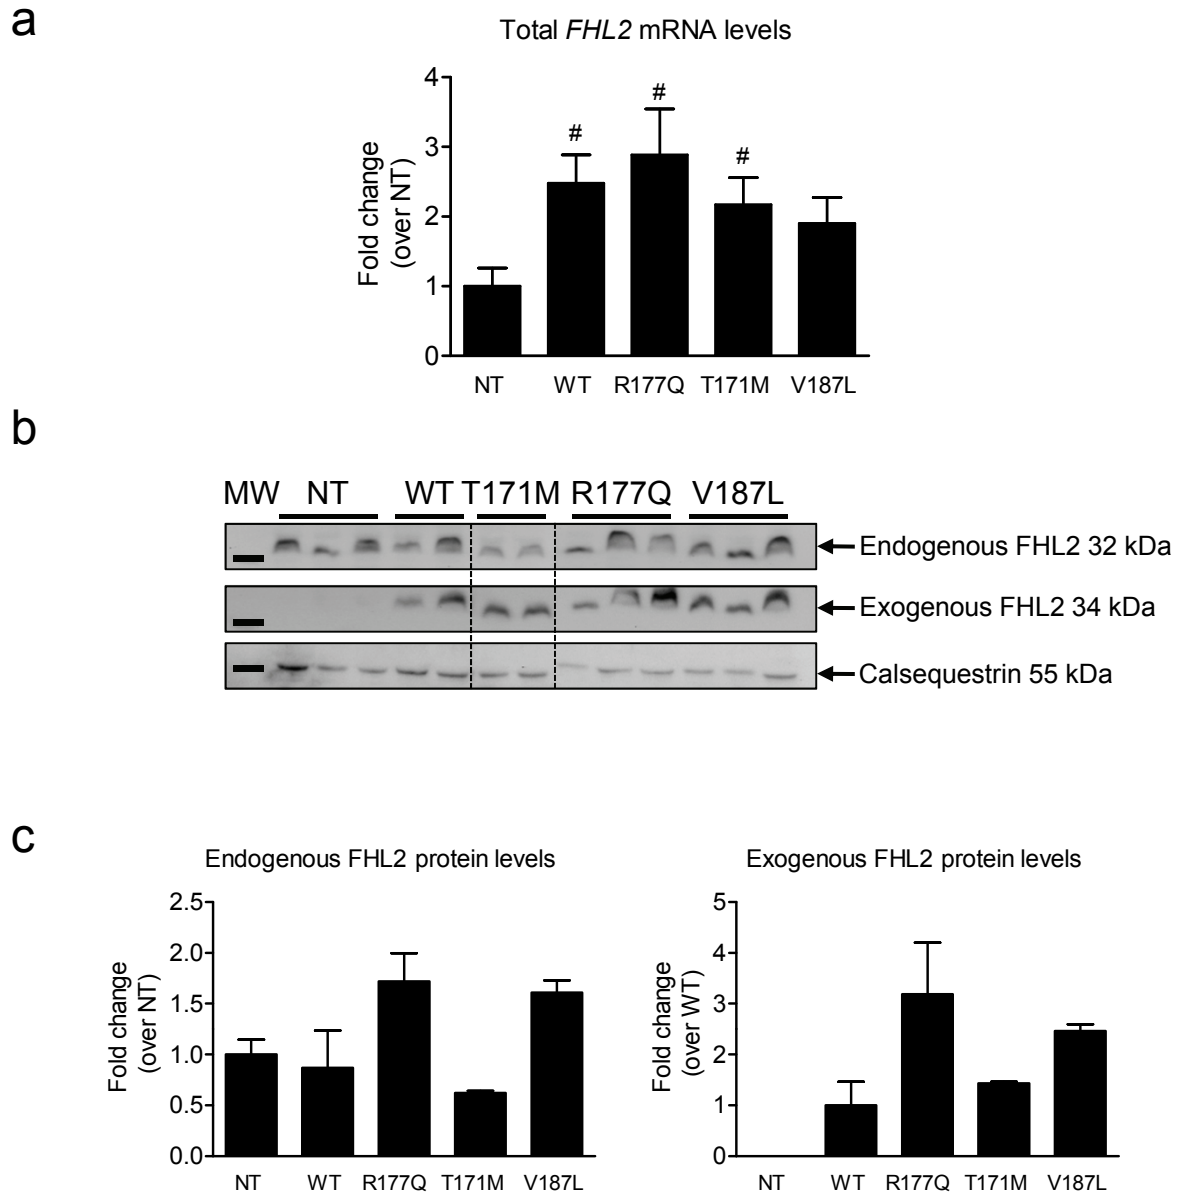 a
Total FHL2 mRNA levels
Fold change
(over NT)
4
3
2
1
0
# # #
NT WT R177Q T171M V187L
b
MW NT WT T171M R177Q V187L
Endogenous FHL2 32 kDa
Exogenous FHL2 34 kDa
Calsequestrin 55 kDa
c
Endogenous FHL2 protein levels
Fold change
(over NT)
2.5
2.0
1.5
1.0
0.5
0.0
NT WT R177Q T171M V187L
Exogenous FHL2 protein levels
Fold change
(over WT)
5
4
3
2
1
0
NT WT R177Q T171M V187L